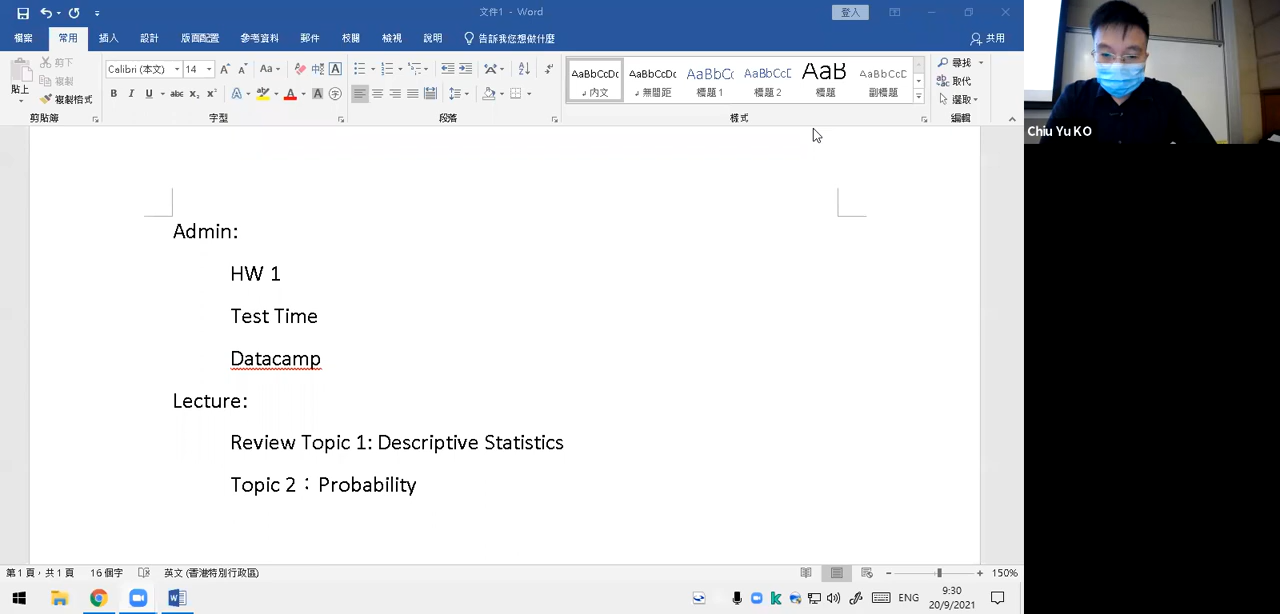 文件1 - Word
登入
檔案 常用 插入 設計 版面配置 參考資料 郵件 校閱 檢視 說明 告訴我您想做什麼 共用
貼上
剪下
複製
複製格式
剪貼簿
Calibri (本文) 14
字型
段落
AaBbCcDc AaBbCcDc AaBbCc AaBbCcD AaB AaBbCcD
內文 無間距 標題 1 標題 2 標題 副標題
樣式
尋找
取代
選取
編輯
Chiu Yu KO
Admin:
HW 1
Test Time
Datacamp
Lecture:
Review Topic 1: Descriptive Statistics
Topic 2：Probability
第 1 頁，共 1 頁 16 個字 英文 (香港特別行政區) 150%
ENG
9:30
20/9/2021